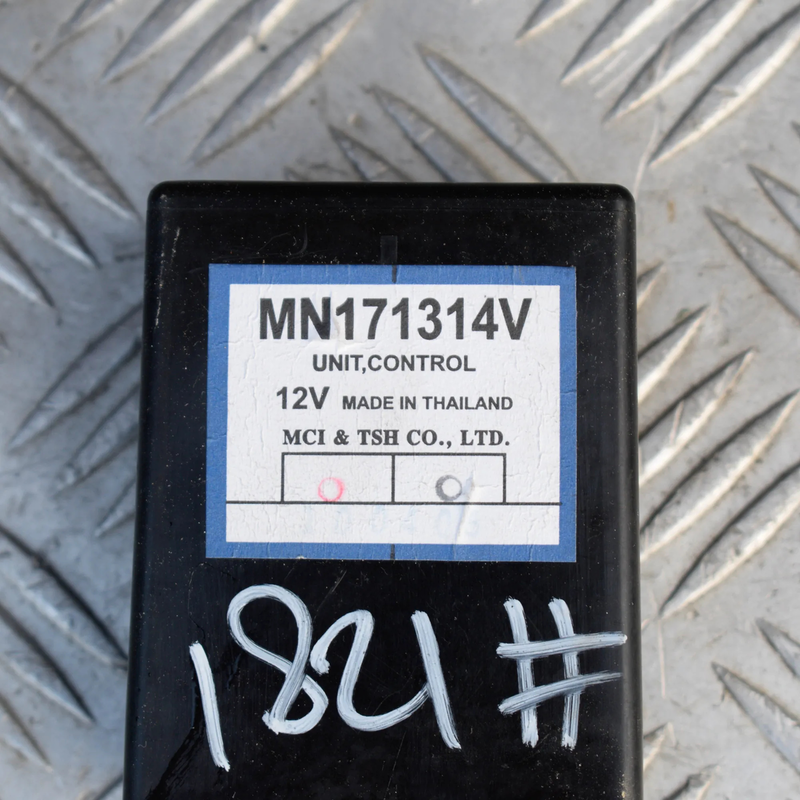 MN171314V
UNIT,CONTROL
12V MADE IN THAILAND
MCI & TSH CO., LTD.
1821 #